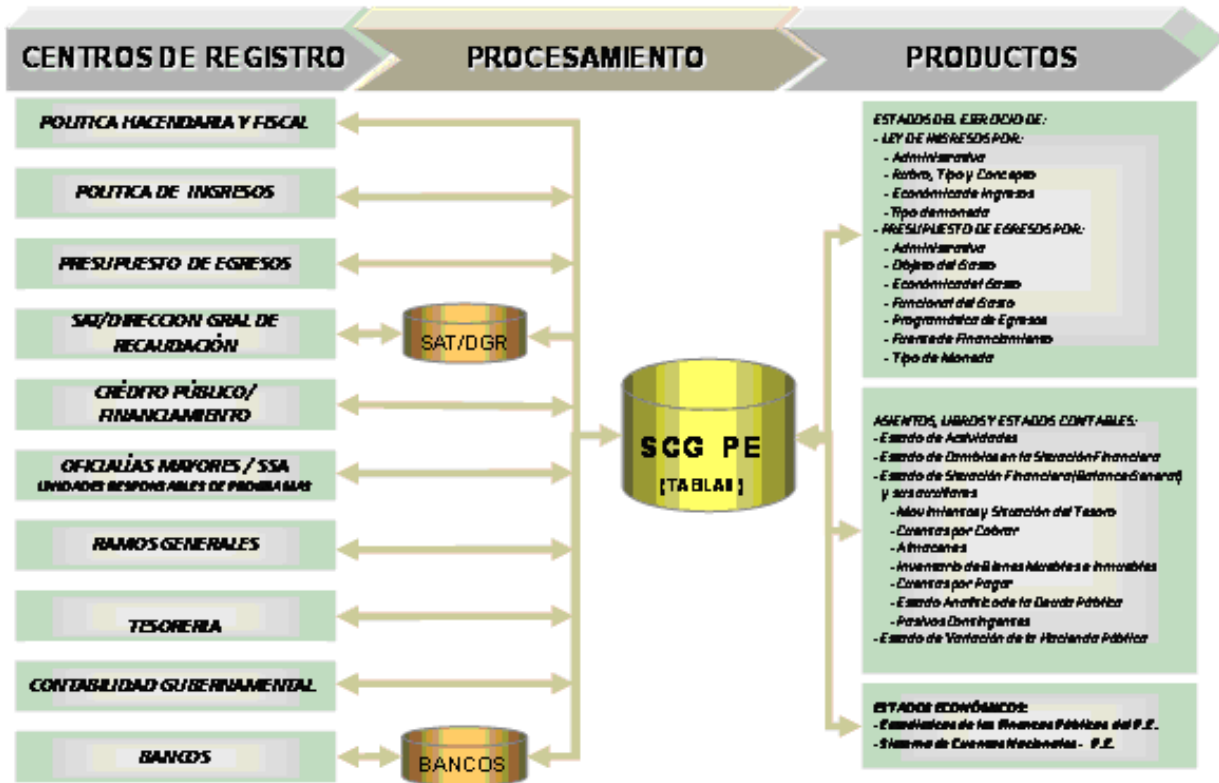 CENTROS DE REGISTRO
PROCESAMIENTO
PRODUCTOS
POLITICA HACENDARIA Y FISCAL
POLITICA DE INGRESOS
PRESUPUESTO DE EGRESOS
SAT/DIRECCION GRAL DE
RECAUDACIÓN
CRÉDITO PÚBLICO/
FINANCIAMIENTO
OFICIALÍAS MAYORES / SSA
UNIDADES RESPONSABLES DE PROGRAMAS
RAMOS GENERALES
TESORERIA
CONTABILIDAD GUBERNAMENTAL
BANCOS
SAT/DGR
BANCOS
SCG PE
ESTADOS DEL EJERCICIO DE:
- LEY DE INGRESOS POR:
- Administrativa
- Rubro, Tipo y Concepto
- Económica de Ingresos
- Tipo de moneda
- PRESUPUESTO DE EGRESOS POR:
- Administrativa
- Objeto del Gasto
- Económica del Gasto
- Funcional del Gasto
- Programática de Egresos
- Fuente de Financiamiento
- Tipo de Moneda
ASIENTOS, LIBROS Y ESTADOS CONTABLES:
- Estado de Actividades
- Estado de Cambios en la Situación Financiera
- Estado de Situación Financiera (Balance General)
y sus auxiliares
- Movimientos y Situación del Tesoro
- Cuentas por Cobrar
- Almacenes
- Inventario de Bienes Muebles e Inmuebles
- Cuentas por Pagar
- Estado Analítico de la Deuda Pública
- Pasivos Contingentes
- Estado de Variación de la Hacienda Pública
ESTADOS ECONÓMICOS:
- Estadísticas de las Finanzas Públicas del P.E.
- Sistema de Cuentas Nacionales - P.E.